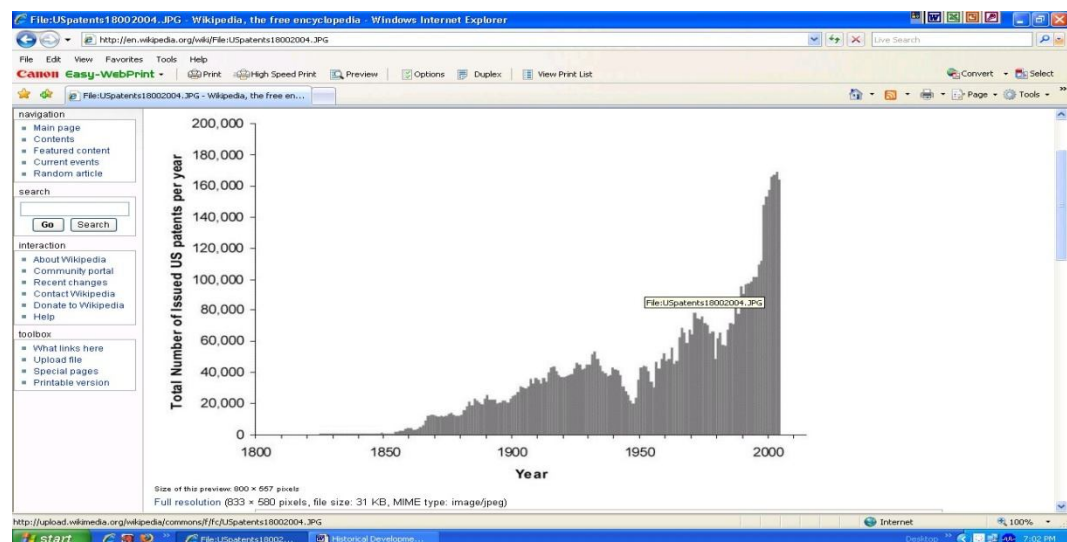 File:USpatents18002004.JPG - Wikipedia, the free encyclopedia - Windows Internet Explorer
http://en.wikipedia.org/wiki/File:USpatents18002004.JPG
Live Search
File Edit View Favorites Tools Help
Canon Easy-WebPrint Print High Speed Print Preview Options Duplex View Print List Convert Select
File:USpatents18002004.JPG - Wikipedia, the free en... Page Tools
navigation
Main page
Contents
Featured content
Current events
Random article
search
Go Search
interaction
About Wikipedia
Community portal
Recent changes
Contact Wikipedia
Donate to Wikipedia
Help
toolbox
What links here
Upload file
Special pages
Printable version
Total Number of Issued US patents per year
200,000
180,000
160,000
140,000
120,000
100,000
80,000
60,000
40,000
20,000
0
File:USpatents18002004.JPG
1800 1850 1900 1950 2000
Year
Size of this preview: 800 × 557 pixels
Full resolution (833 × 580 pixels, file size: 31 KB, MIME type: image/jpeg)
http://upload.wikimedia.org/wikipedia/commons/f/fc/USpatents18002004.JPG Internet 100%
start File:USpatents18002... Historical Developme... Desktop 7:02 PM